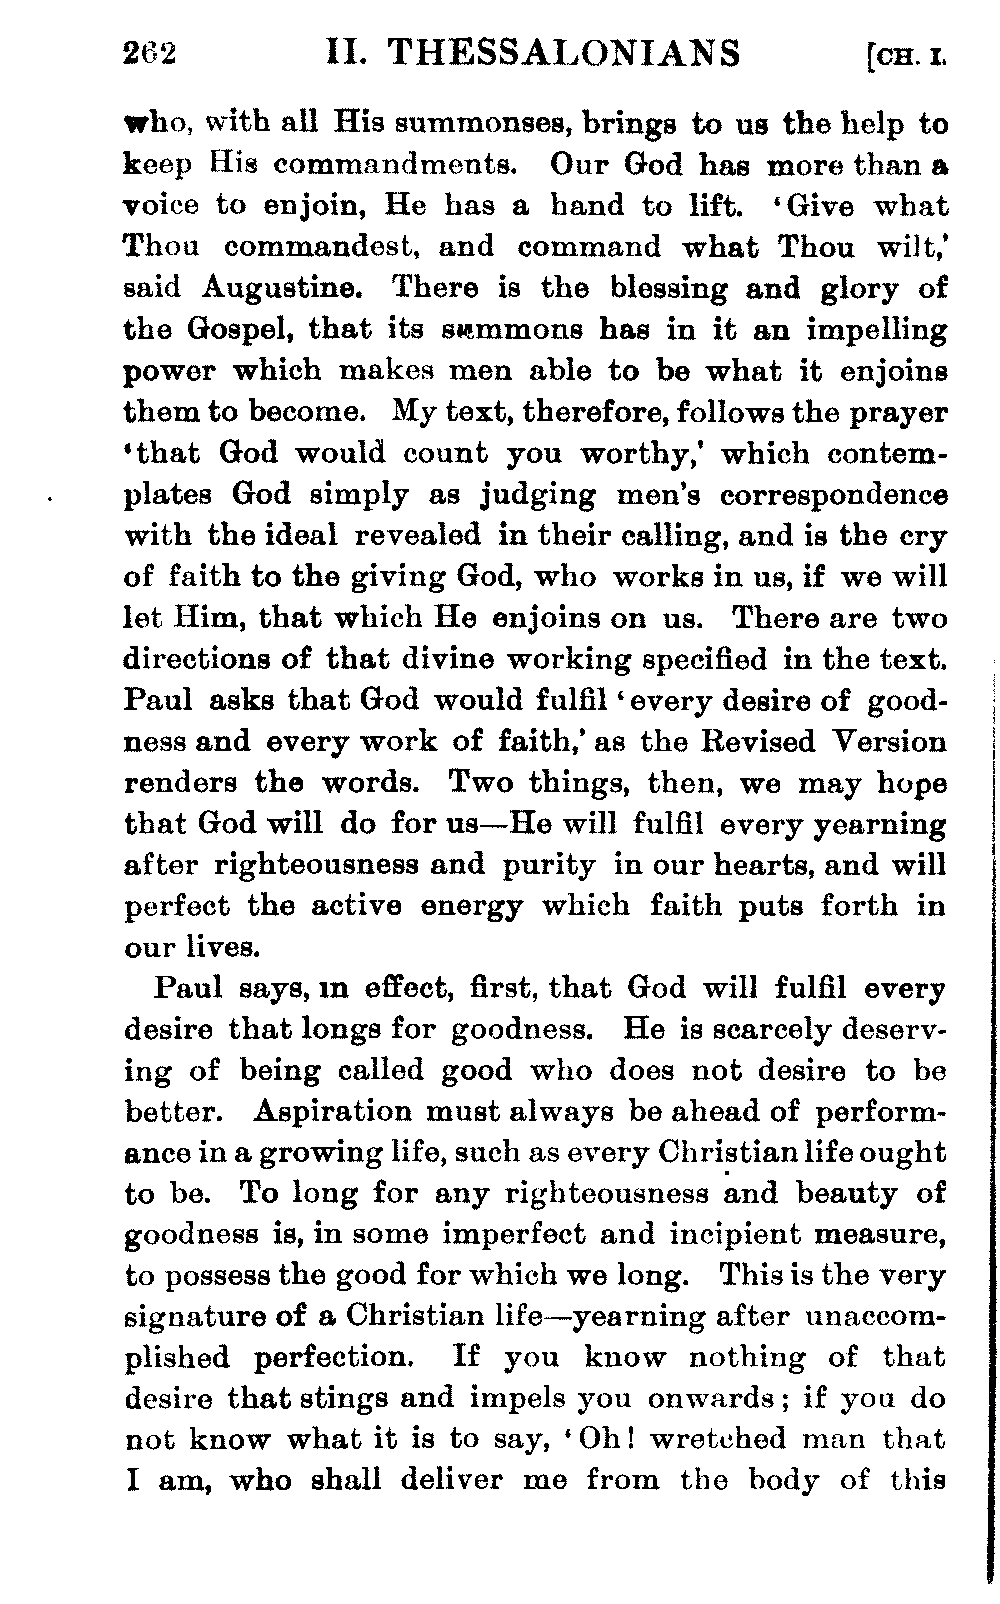 262 II. THESSALONIANS [CH. I.
who, with all His summonses, brings to us the help to
keep His commandments. Our God has more than a
voice to enjoin, He has a hand to lift. ‘Give what
Thou commandest, and command what Thou wilt,’
said Augustine. There is the blessing and glory of
the Gospel, that its summons has in it an impelling
power which makes men able to be what it enjoins
them to become. My text, therefore, follows the prayer
‘that God would count you worthy,’ which contem-
plates God simply as judging men’s correspondence
with the ideal revealed in their calling, and is the cry
of faith to the giving God, who works in us, if we will
let Him, that which He enjoins on us. There are two
directions of that divine working specified in the text.
Paul asks that God would fulfil ‘every desire of good-
ness and every work of faith,’ as the Revised Version
renders the words. Two things, then, we may hope
that God will do for us—He will fulfil every yearning
after righteousness and purity in our hearts, and will
perfect the active energy which faith puts forth in
our lives.
Paul says, in effect, first, that God will fulfil every
desire that longs for goodness. He is scarcely deserv-
ing of being called good who does not desire to be
better. Aspiration must always be ahead of perform-
ance in a growing life, such as every Christian life ought
to be. To long for any righteousness and beauty of
goodness is, in some imperfect and incipient measure,
to possess the good for which we long. This is the very
signature of a Christian life—yearning after unaccom-
plished perfection. If you know nothing of that
desire that stings and impels you onwards; if you do
not know what it is to say, ‘Oh! wretched man that
I am, who shall deliver me from the body of this